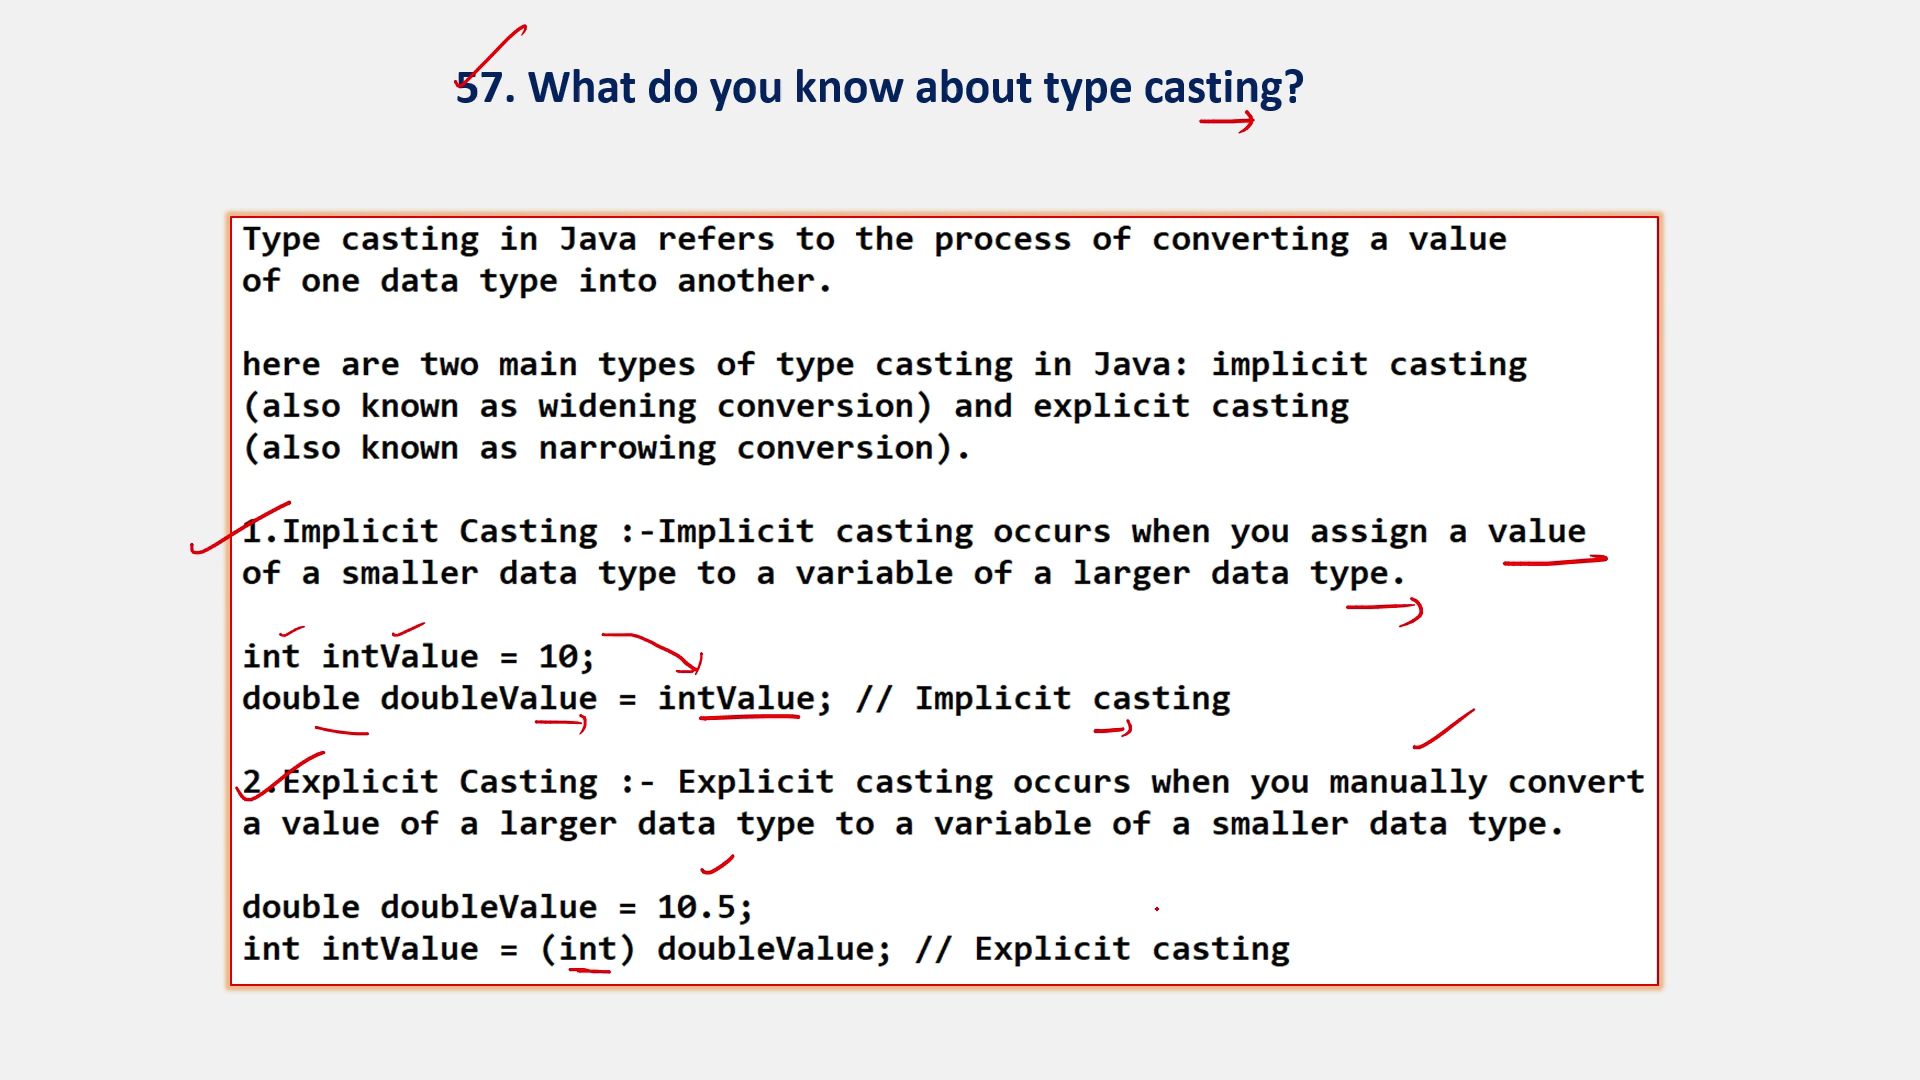 57. What do you know about type casting?
Type casting in Java refers to the process of converting a value
of one data type into another.
here are two main types of type casting in Java: implicit casting
(also known as widening conversion) and explicit casting
(also known as narrowing conversion).
1.Implicit Casting :-Implicit casting occurs when you assign a value
of a smaller data type to a variable of a larger data type.
int intValue = 10;
double doubleValue = intValue; // Implicit casting
2.Explicit Casting :- Explicit casting occurs when you manually convert
a value of a larger data type to a variable of a smaller data type.
double doubleValue = 10.5;
int intValue = (int) doubleValue; // Explicit casting